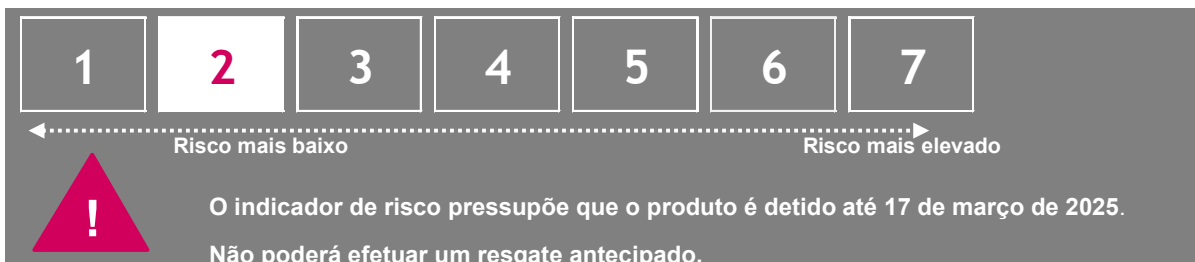 1 2 3 4 5 6 7
Risco mais baixo Risco mais elevado
!
O indicador de risco pressupõe que o produto é detido até 17 de março de 2025.
Não poderá efetuar um resgate antecipado.